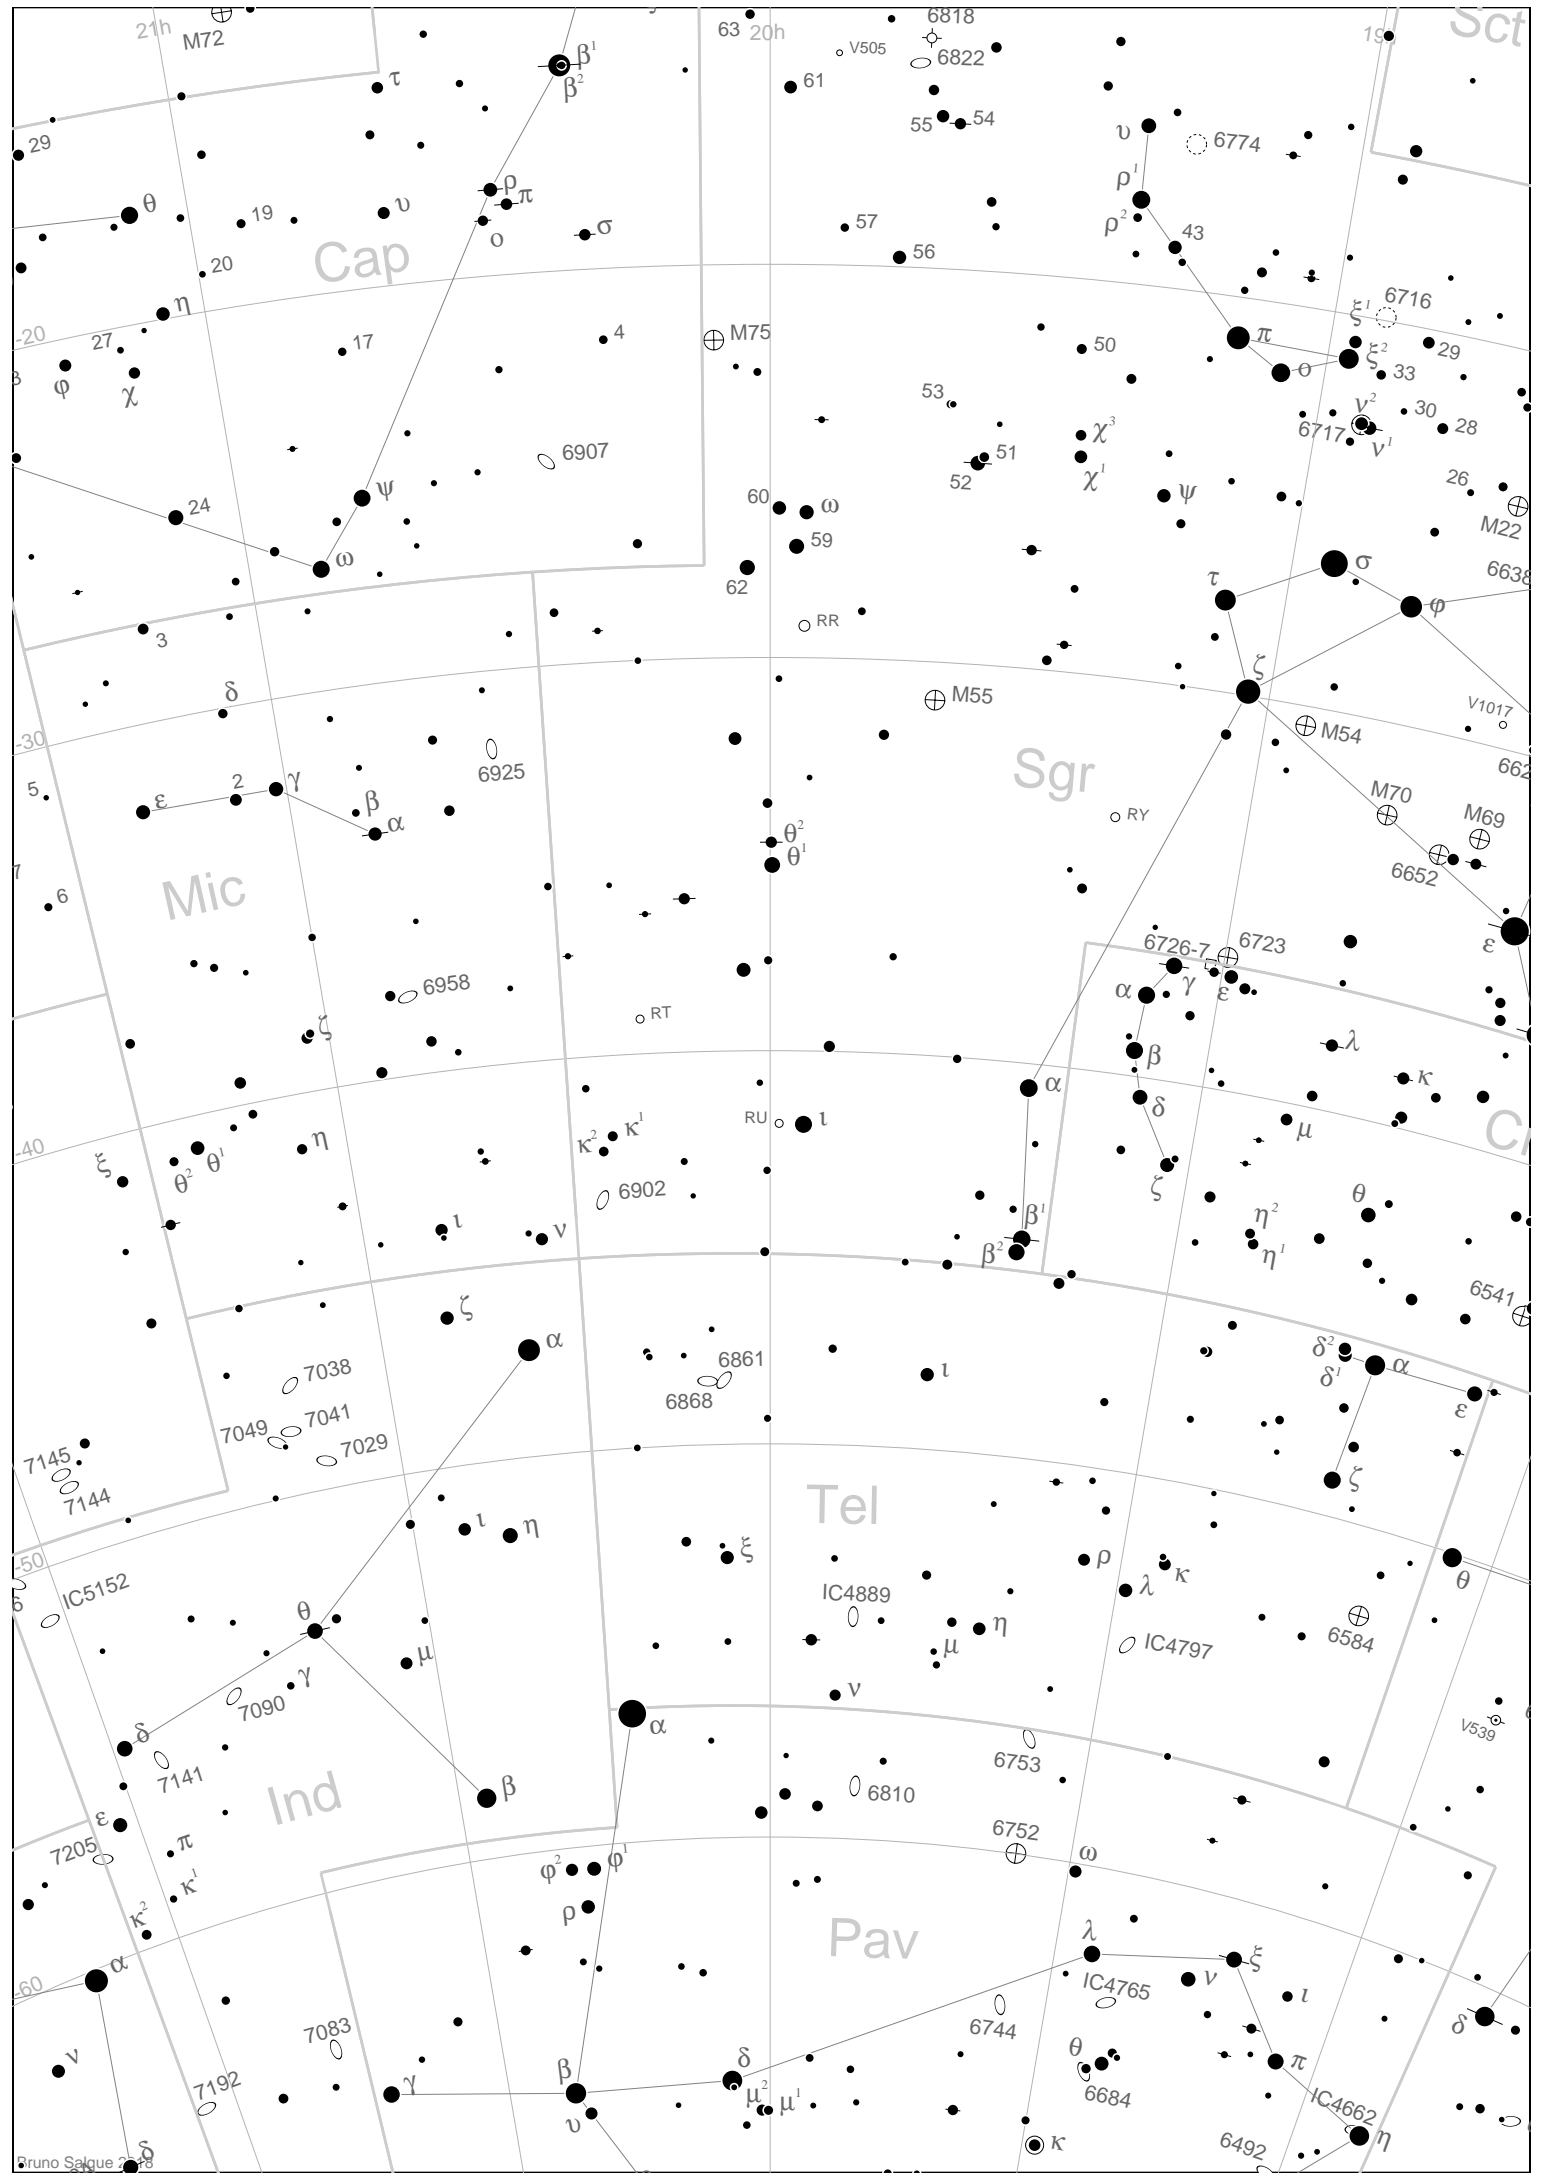 21h
M72
63
20h
6818
V505
6822
19
Sct
β¹
β²
τ
61
55
54
υ
6774
29
θ
19
υ
ρ
π
ο
σ
57
56
ρ¹
ρ²
43
20
Cap
-20
η
27
φ
χ
17
4
M75
50
π
ο
ξ¹
6716
ξ²
29
33
53
χ³
χ¹
ν²
6717
ν¹
30
28
6907
51
52
26
M22
24
ψ
ω
60
ω
59
62
ψ
τ
σ
φ
6638
3
RR
ζ
δ
M55
M54
V1017
-30
6925
Sgr
662
5
ε
2
γ
β
α
θ²
θ¹
RY
M70
M69
6652
7
6
Mic
ε
6726-7
6723
6958
α
γ
ε
ζ
RT
β
λ
α
κ
δ
RU
ι
μ
-40
ξ
θ²
θ¹
η
κ²
κ¹
ζ
6902
θ
ι
ν
β¹
β²
η²
η¹
6541
ζ
α
6861
6868
ι
δ²
δ¹
α
ε
7038
7041
7049
7029
7145
7144
ζ
Tel
ι
η
ξ
ρ
κ
λ
θ
-50
IC5152
6
IC4889
η
μ
IC4797
6584
θ
μ
γ
7090
ν
δ
7141
α
V539
6753
Ind
β
6810
ε
7205
π
κ¹
κ²
φ²
φ¹
ρ
6752
ω
Pav
α
-60
λ
ξ
ν
IC4765
ι
7083
6744
δ
ν
7192
γ
β
υ
δ
μ²
μ¹
θ
6684
π
IC4662
κ
6492
η
δ
Bruno Salque